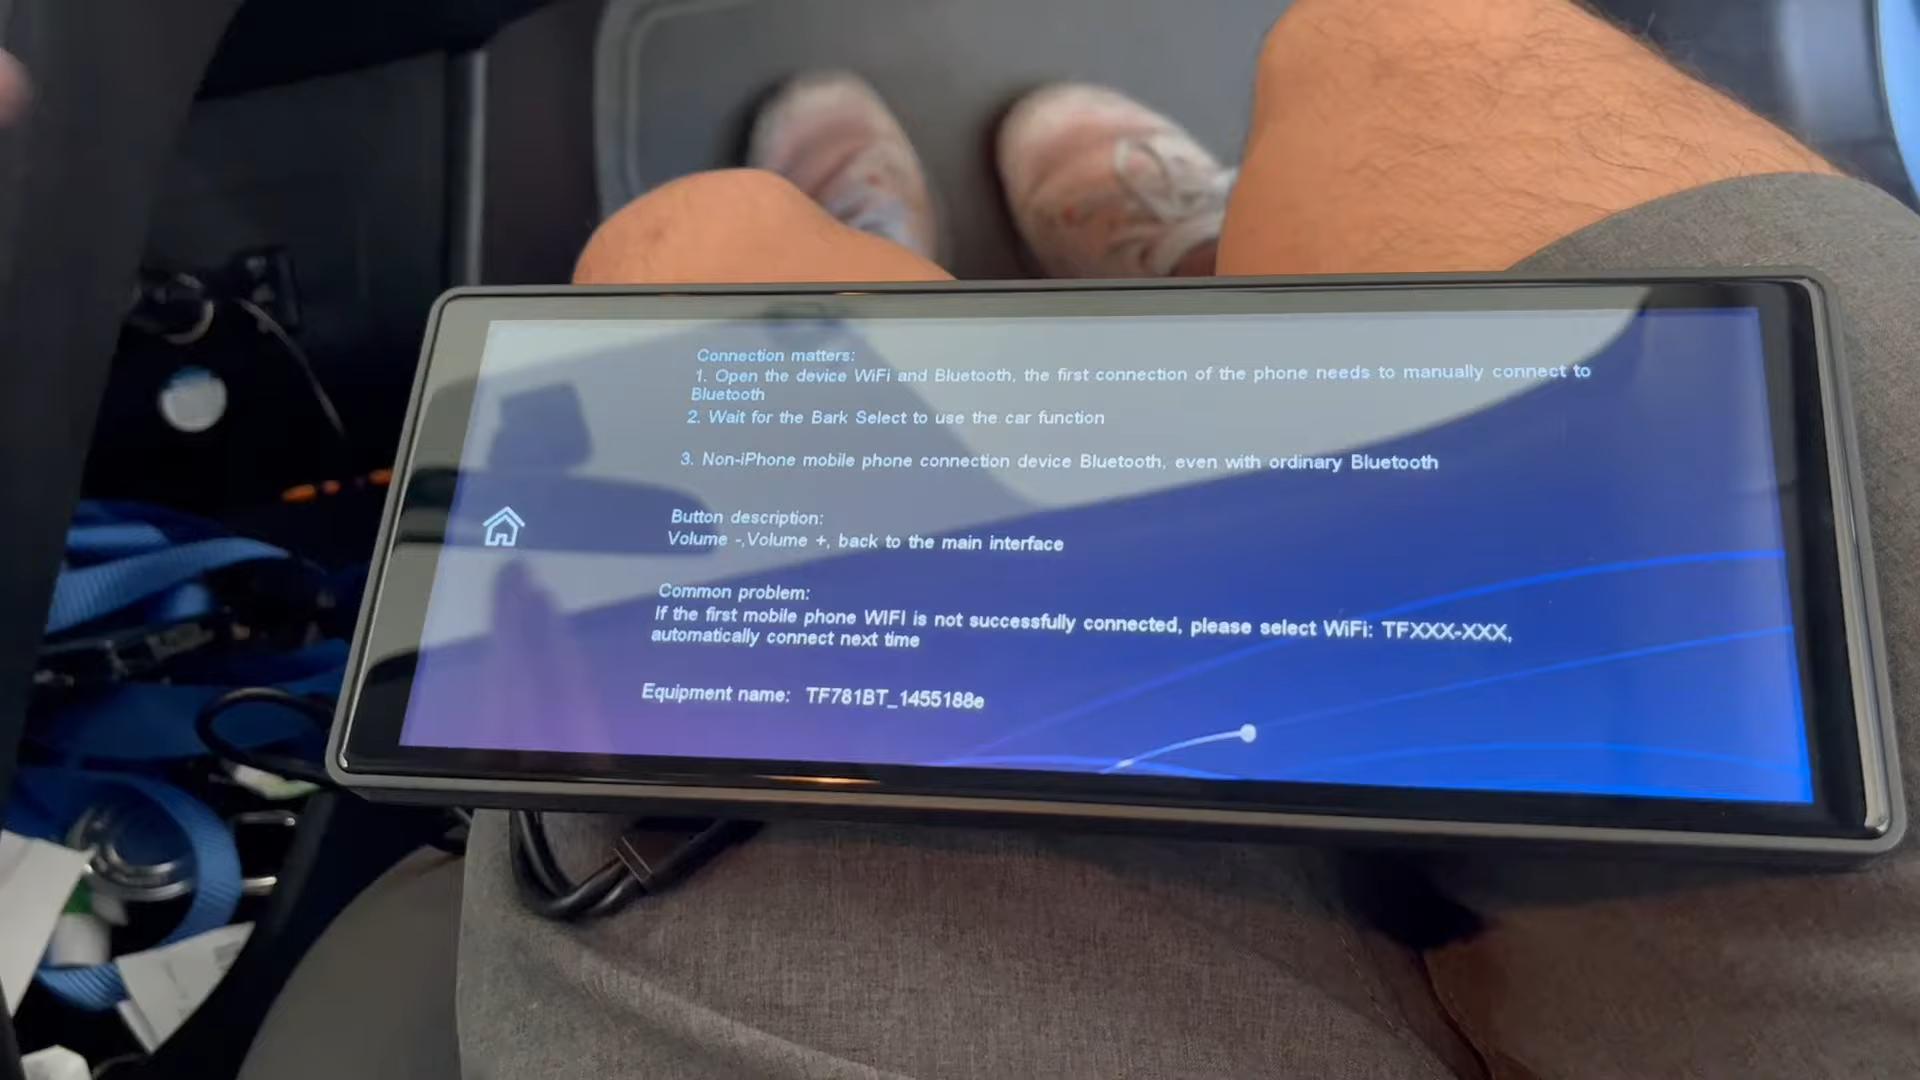 Connection matters:
1. Open the device WiFi and Bluetooth, the first connection of the phone needs to manually connect to
Bluetooth
2. Wait for the Bark Select to use the car function
3. Non-iPhone mobile phone connection device Bluetooth, even with ordinary Bluetooth
Button description:
Volume -,Volume +, back to the main interface
Common problem:
If the first mobile phone WIFI is not successfully connected, please select WiFi: TFXXX-XXX,
automatically connect next time
Equipment name: TF781BT_1455188e